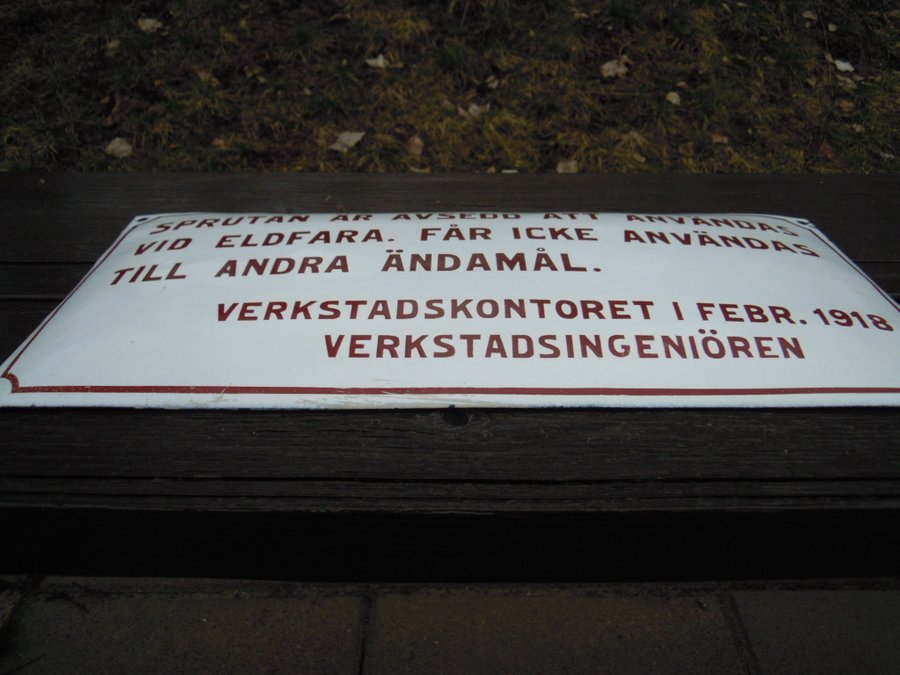 SPRUTAN ÄR AVSEDD ATT ANVÄNDAS
VID ELDFARA. FÅR ICKE ANVÄNDAS
TILL ANDRA ÄNDAMÅL.
VERKSTADSKONTORET I FEBR. 1918
VERKSTADSINGENIÖREN